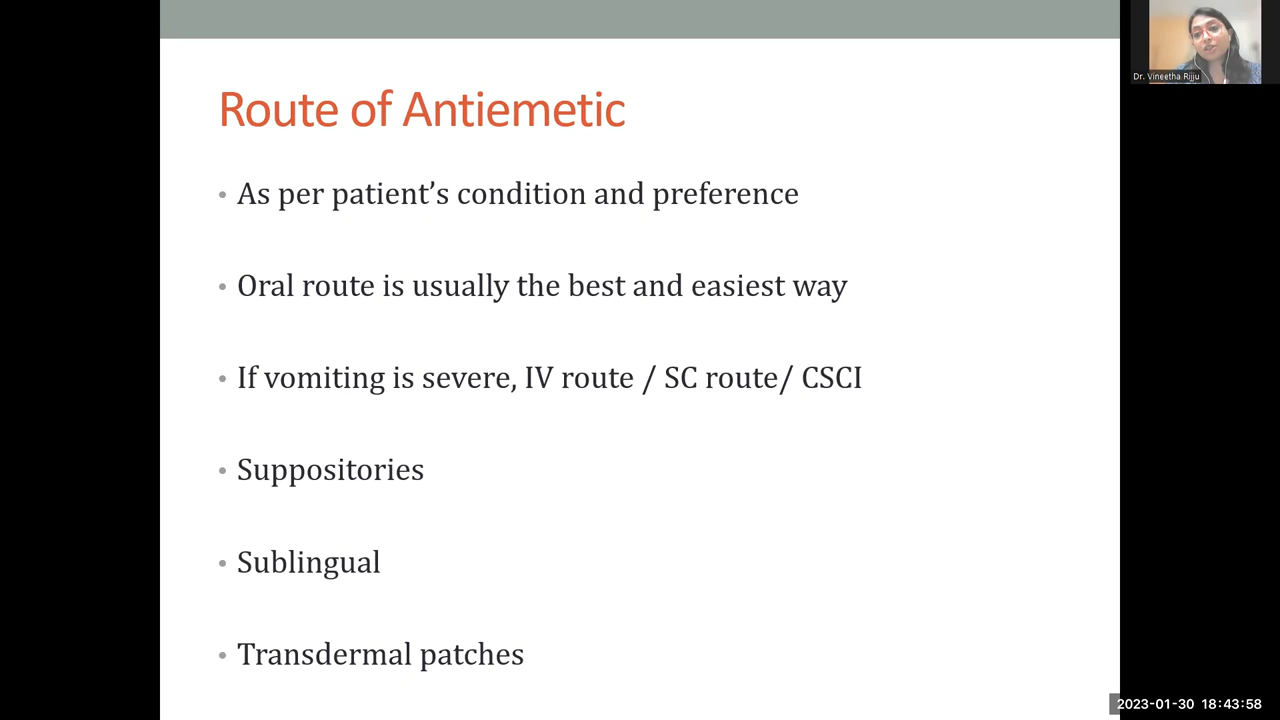 Route of Antiemetic
• As per patient’s condition and preference
• Oral route is usually the best and easiest way
• If vomiting is severe, IV route / SC route/ CSCI
• Suppositories
• Sublingual
• Transdermal patches
Dr. Vineetha Rijju
2023-01-30 18:43:58